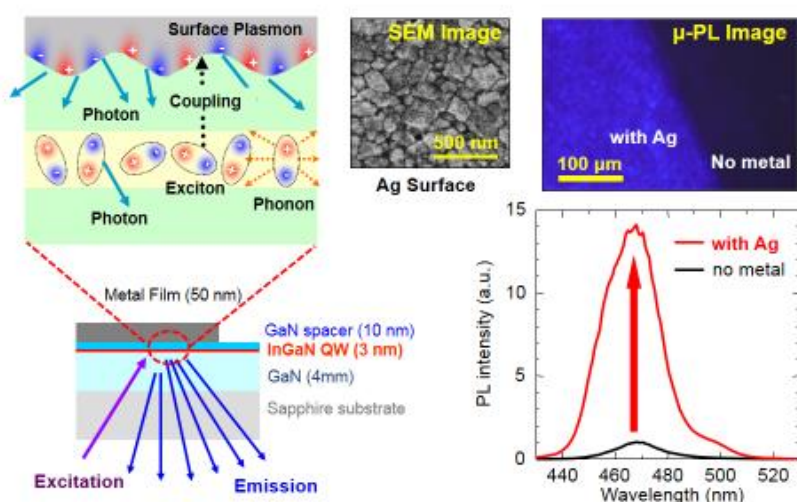 Surface Plasmon
Photon
Coupling
Exciton
Photon
Phonon
SEM Image
500 nm
Ag Surface
µ-PL Image
with Ag
No metal
100 µm
Metal Film (50 nm)
GaN spacer (10 nm)
InGaN QW (3 nm)
GaN (4mm)
Sapphire substrate
Excitation
Emission
PL intensity (a.u.)
15
10
5
0
with Ag
no metal
440 460 480 500 520
Wavelength (nm)